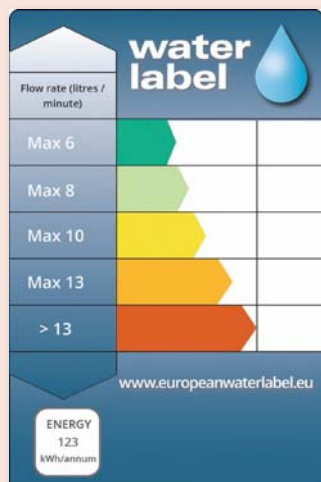 water
label
Flow rate (litres /
minute)
Max 6
Max 8
Max 10
Max 13
> 13
www.europeanwaterlabel.eu
ENERGY
123
kWh/annum